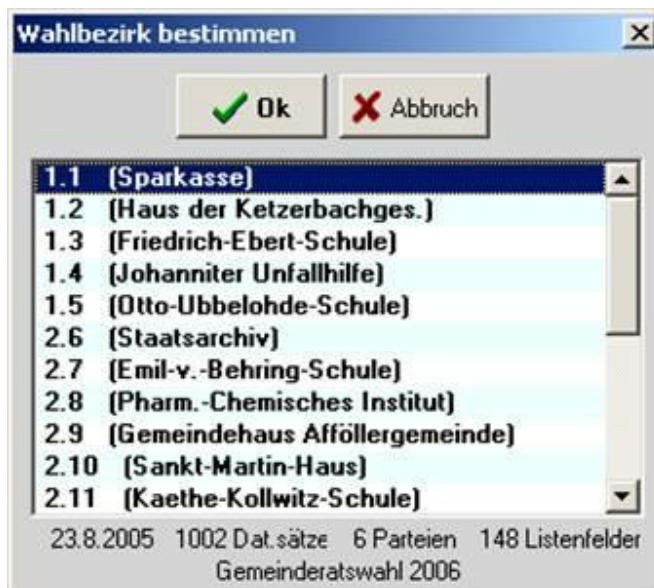 Wahlbezirk bestimmen
Ok Abbruch
1.1 (Sparkasse)
1.2 (Haus der Ketzerbachges.)
1.3 (Friedrich-Ebert-Schule)
1.4 (Johanniter Unfallhilfe)
1.5 (Otto-Ubbelohde-Schule)
2.6 (Staatsarchiv)
2.7 (Emil-v.-Behring-Schule)
2.8 (Pharm.-Chemisches Institut)
2.9 (Gemeindehaus Afföllergemeinde)
2.10 (Sankt-Martin-Haus)
2.11 (Kaethe-Kollwitz-Schule)
23.8.2005 1002 Dat.sätze 6 Parteien 148 Listenfelder
Gemeinderatswahl 2006